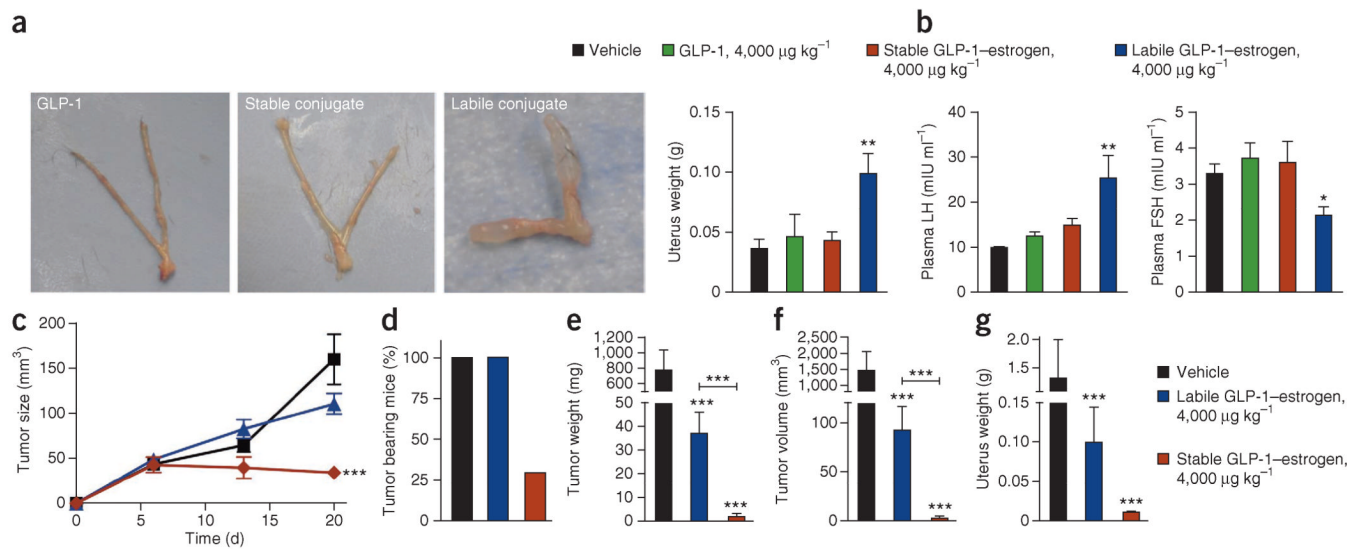 a
b
Vehicle
GLP-1, 4,000 µg kg⁻¹
Stable GLP-1–estrogen,
4,000 µg kg⁻¹
Labile GLP-1–estrogen,
4,000 µg kg⁻¹
GLP-1
Stable conjugate
Labile conjugate
Uterus weight (g)
0.15
0.10
0.05
0
**
Plasma LH (mIU ml⁻¹)
40
30
20
10
0
**
Plasma FSH (mIU ml⁻¹)
5
4
3
2
1
0
*
c
Tumor size (mm³)
200
150
100
50
0
0
5
10
15
20
Time (d)
***
d
Tumor bearing mice (%)
100
75
50
25
0
e
Tumor weight (mg)
1,200
1,000
800
600
50
40
30
20
10
0
***
***
***
f
Tumor volume (mm³)
2,500
2,000
1,500
1,000
100
50
0
***
***
***
g
Uterus weight (g)
2.0
1.0
0.15
0.10
0.05
0
***
***
Vehicle
Labile GLP-1–estrogen,
4,000 µg kg⁻¹
Stable GLP-1–estrogen,
4,000 µg kg⁻¹